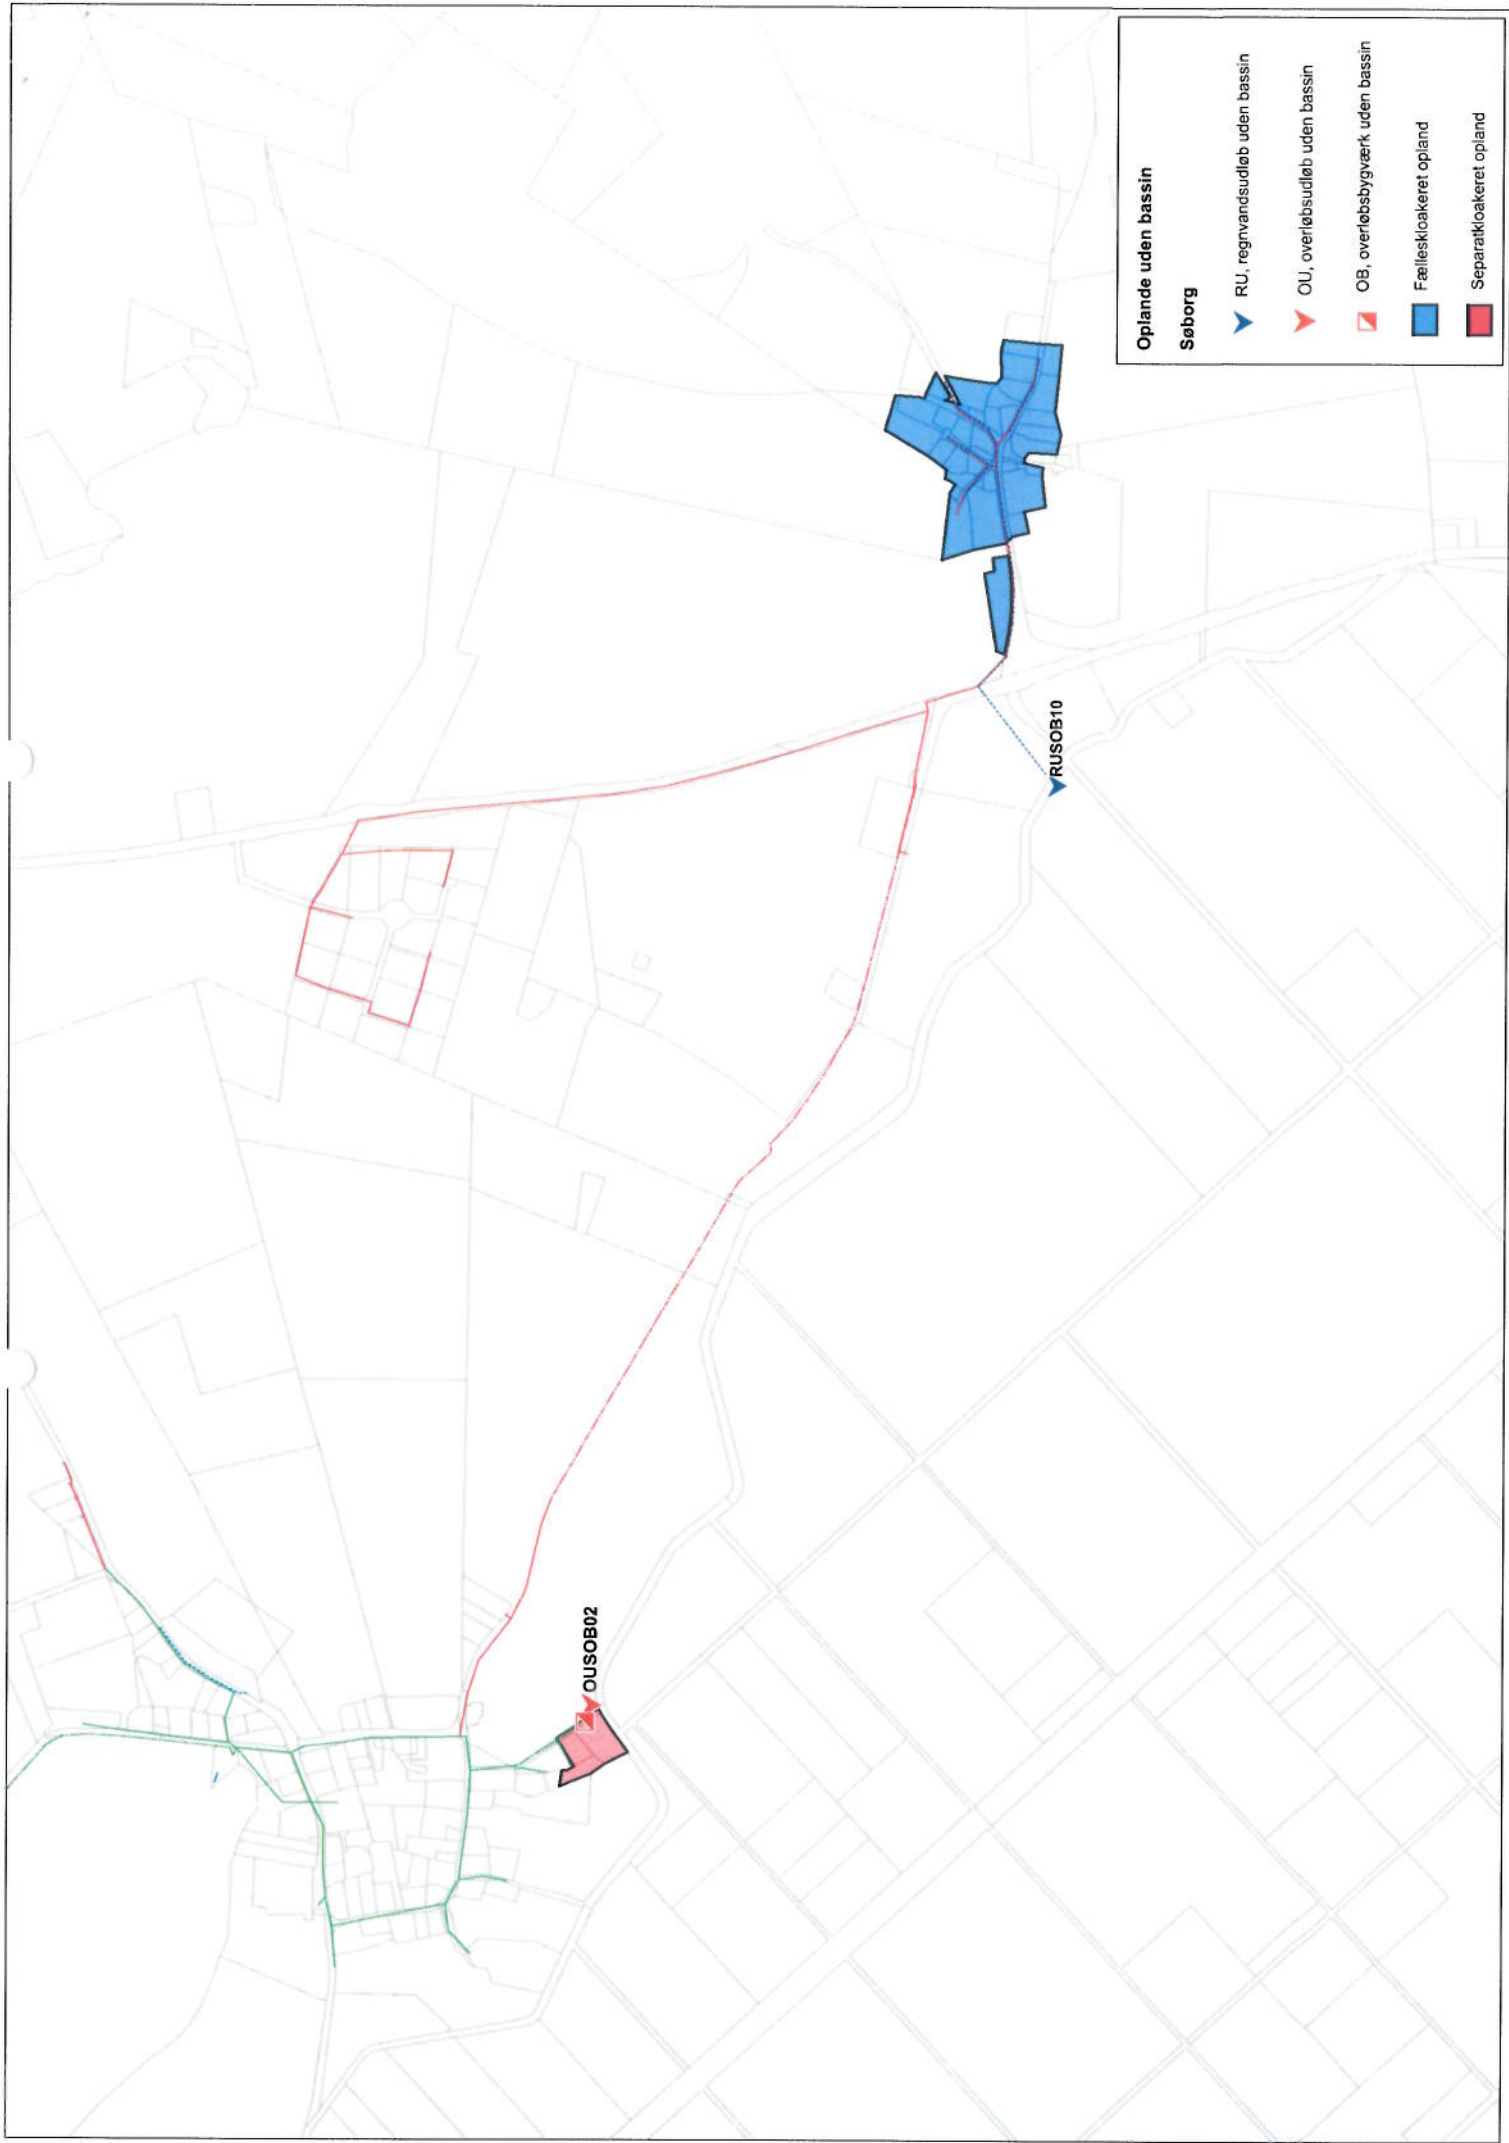 Oplande uden bassin
Søborg
RU, regnvandsudløb uden bassin
OU, overløbsudløb uden bassin
OB, overløbsbygværk uden bassin
Fælleskloakeret opland
Separatkloakeret opland
RUSOB10
OUSOB02